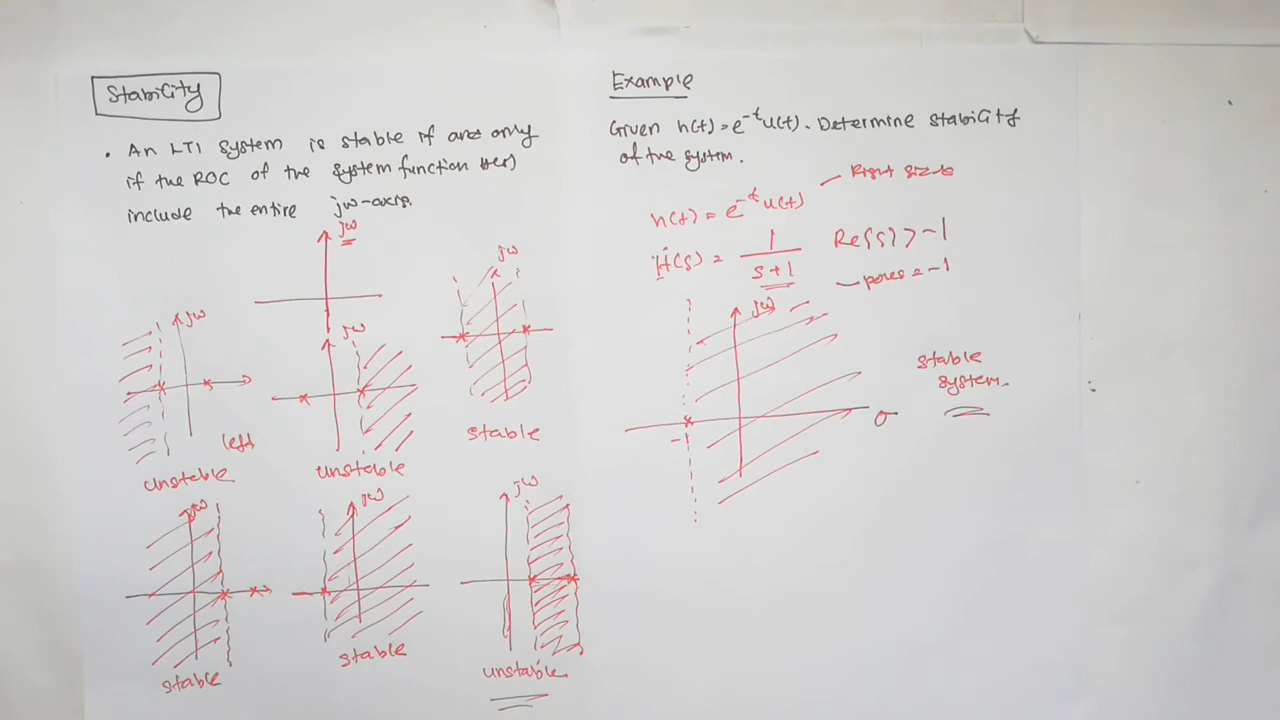 Stability
• An LTI system is stable if and only
if the ROC of the system function H(s)
include the entire jω-axis.
jω
jω
left
unstable
jω
unstable
jω
stable
jω
stable
jω
stable
jω
unstable
Example
Given h(t) = e^-t u(t). Determine stability
of the system.
h(t) = e^-t u(t) — Right sided
H(s) = 1/(s+1) Re{s} > -1
— poles = -1
jω
-1
σ
stable
system.